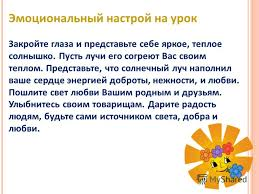 Эмоциональный настрой на урок
Закройте глаза и представьте себе яркое, теплое
солнышко. Пусть лучи его согреют Вас своим
теплом. Представьте, что солнечный луч наполнил
ваше сердце энергией доброты, нежности, и любви.
Пошлите свет любви Вашим родным и друзьям.
Улыбнитесь своим товарищам. Дарите радость
людям, будьте сами источником света, добра и
любви.
MyShared